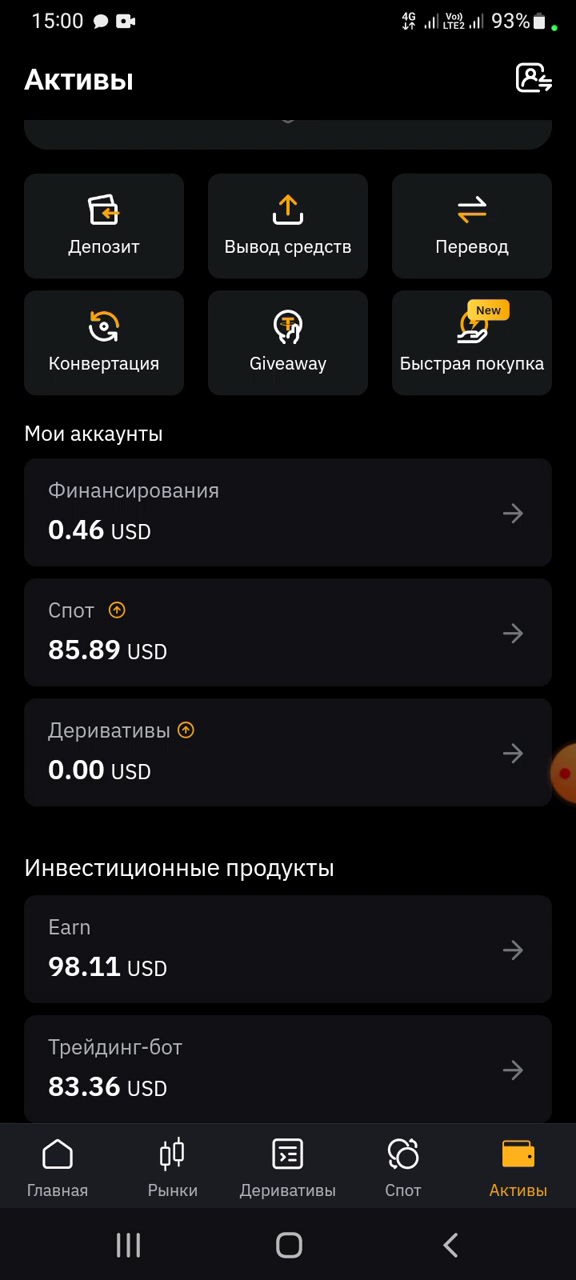 15:00 4G Vo)) LTE2 93%
Активы
Депозит Вывод средств Перевод
New
Конвертация Giveaway Быстрая покупка
Мои аккаунты
Финансирования
0.46 USD
Спот
85.89 USD
Деривативы
0.00 USD
Инвестиционные продукты
Earn
98.11 USD
Трейдинг-бот
83.36 USD
Главная Рынки Деривативы Спот Активы